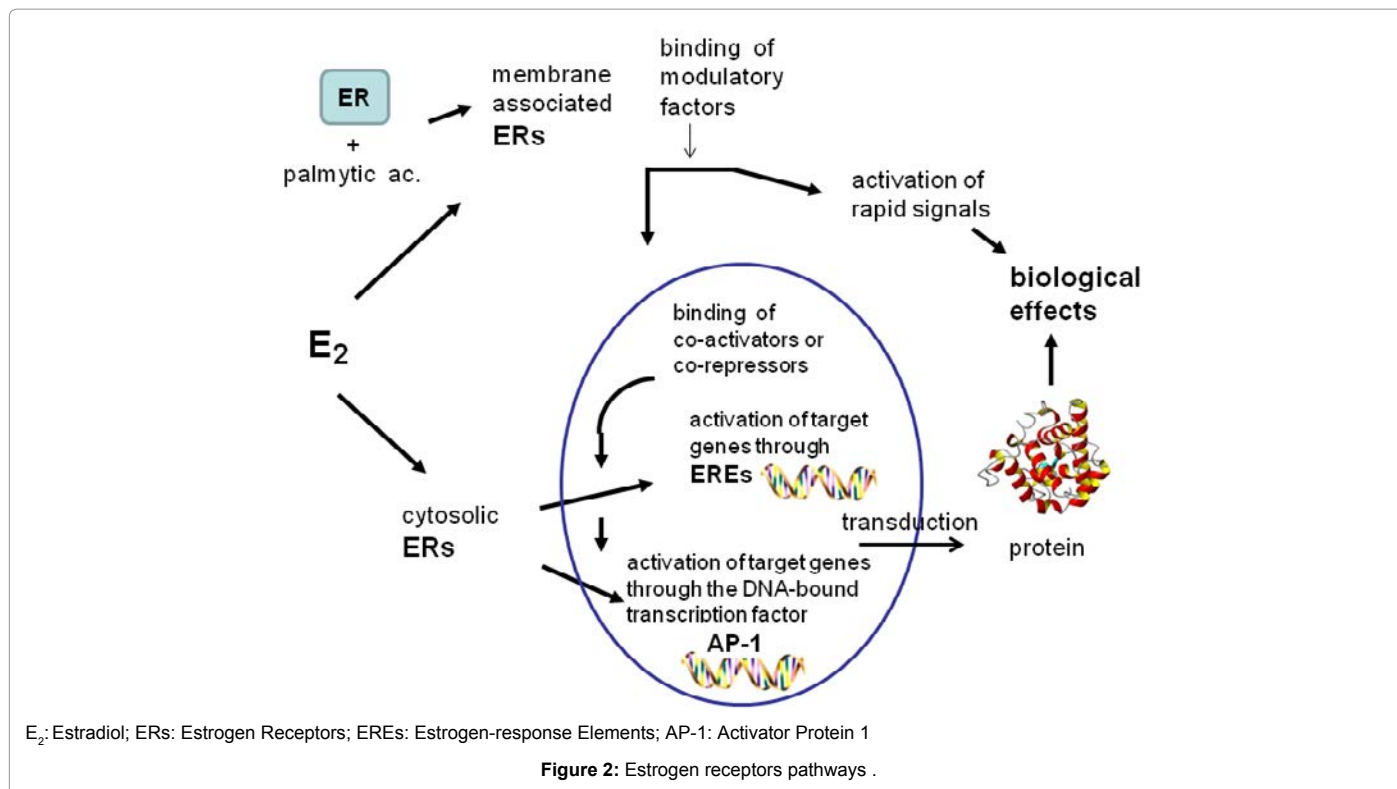 ER
+
palmytic ac.
membrane
associated
ERs
binding of
modulatory
factors
activation of
rapid signals
biological
effects
E₂
binding of
co-activators or
co-repressors
activation of target
genes through
EREs
cytosolic
ERs
transduction
protein
activation of target genes
through the DNA-bound
transcription factor
AP-1
E₂: Estradiol; ERs: Estrogen Receptors; EREs: Estrogen-response Elements; AP-1: Activator Protein 1
Figure 2: Estrogen receptors pathways .